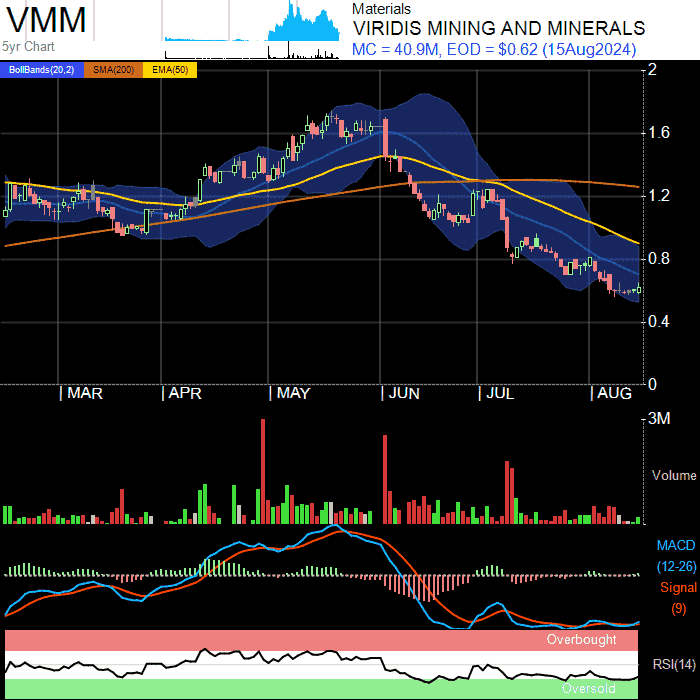 VMM
5yr Chart
Materials
VIRIDIS MINING AND MINERALS
MC = 40.9M, EOD = $0.62 (15Aug2024)
BollBands(20,2) SMA(200) EMA(50)
2
1.6
1.2
0.8
0.4
0
| MAR | APR | MAY | JUN | JUL | AUG
3M
Volume
MACD
(12-26)
Signal
(9)
Overbought
RSI(14)
Oversold